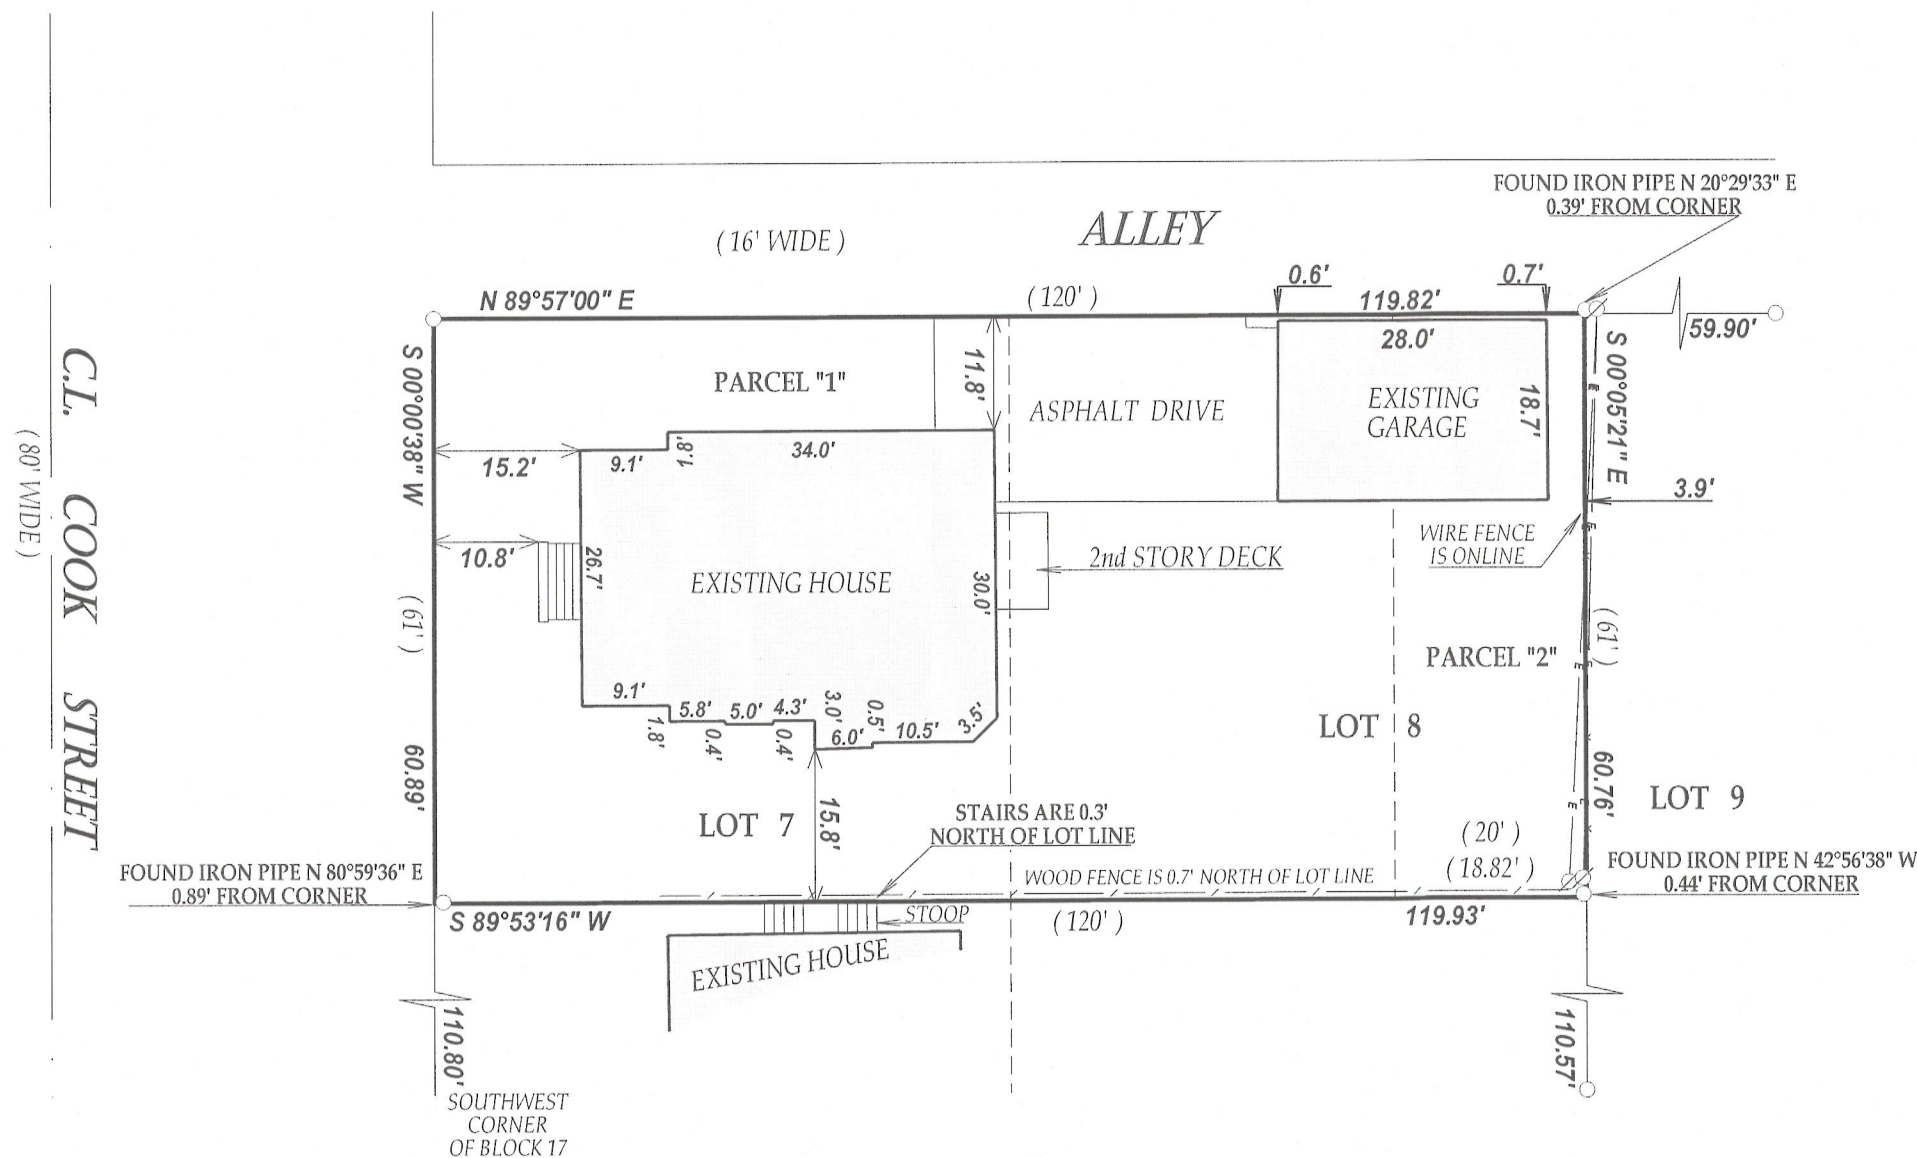 FOUND IRON PIPE N 20°29'33" E
0.39' FROM CORNER
( 16' WIDE )
ALLEY
0.6'
0.7'
N 89°57'00" E
( 120' )
119.82'
59.90'
28.0'
S 00°00'38" W
PARCEL "1"
11.8'
ASPHALT DRIVE
EXISTING
GARAGE
18.7'
S 00°05'21" E
C.L. COOK STREET
( 80' WIDE )
15.2'
9.1'
1.8'
34.0'
3.9'
10.8'
26.7'
EXISTING HOUSE
30.0'
2nd STORY DECK
WIRE FENCE
IS ONLINE
( 61' )
( 61' )
PARCEL "2"
9.1'
1.8'
5.8'
0.4'
5.0'
4.3'
0.4'
3.0'
6.0'
0.5'
10.5'
3.5'
LOT 8
60.89'
60.76'
LOT 7
15.8'
STAIRS ARE 0.3'
NORTH OF LOT LINE
LOT 9
( 20' )
( 18.82' )
FOUND IRON PIPE N 80°59'36" E
0.89' FROM CORNER
WOOD FENCE IS 0.7' NORTH OF LOT LINE
FOUND IRON PIPE N 42°56'38" W
0.44' FROM CORNER
S 89°53'16" W
STOOP
( 120' )
119.93'
EXISTING HOUSE
110.80'
110.57'
SOUTHWEST
CORNER
OF BLOCK 17
E
E
E
E
E